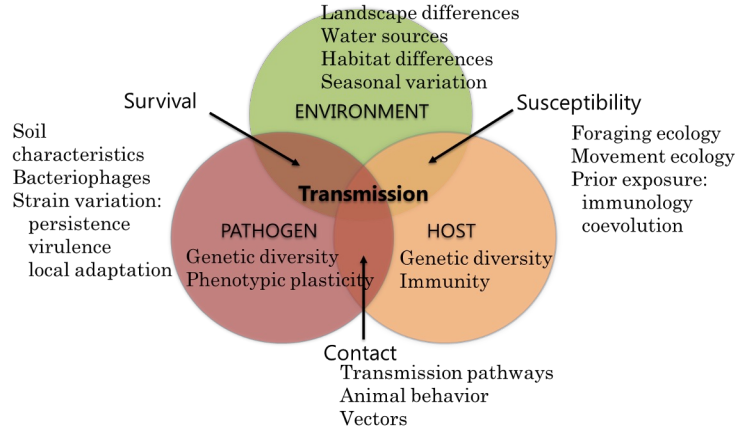 Landscape differences
Water sources
Habitat differences
Seasonal variation
ENVIRONMENT
Survival
Soil
characteristics
Bacteriophages
Strain variation:
persistence
virulence
local adaptation
Susceptibility
Foraging ecology
Movement ecology
Prior exposure:
immunology
coevolution
Transmission
PATHOGEN
Genetic diversity
Phenotypic plasticity
HOST
Genetic diversity
Immunity
Contact
Transmission pathways
Animal behavior
Vectors